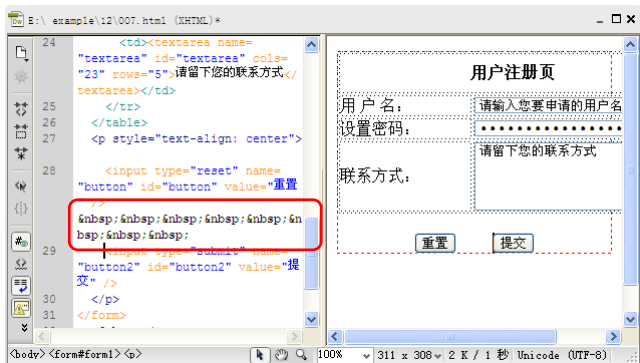 E:\ example\12\007.html (XHTML)*
24 <td><textarea name=
"textarea" id="textarea" cols=
"23" rows="5">请留下您的联系方式</
textarea></td>
25 </tr>
26 </table>
27 <p style="text-align: center">
28 <input type="reset" name=
"button" id="button" value="重置
" />
&nbsp;&nbsp;&nbsp;&nbsp;&nbsp;&n
bsp;&nbsp;&nbsp;
29 <input type="submit" name=
"button2" id="button2" value="提
交" />
30 </p>
31 </form>
<body> <form#form1> <p>
用户注册页
用 户 名： 请输入您要申请的用户名
设置密码：
联系方式： 请留下您的联系方式
重置 提交
100% 311 x 308 2 K / 1 秒 Unicode (UTF-8)